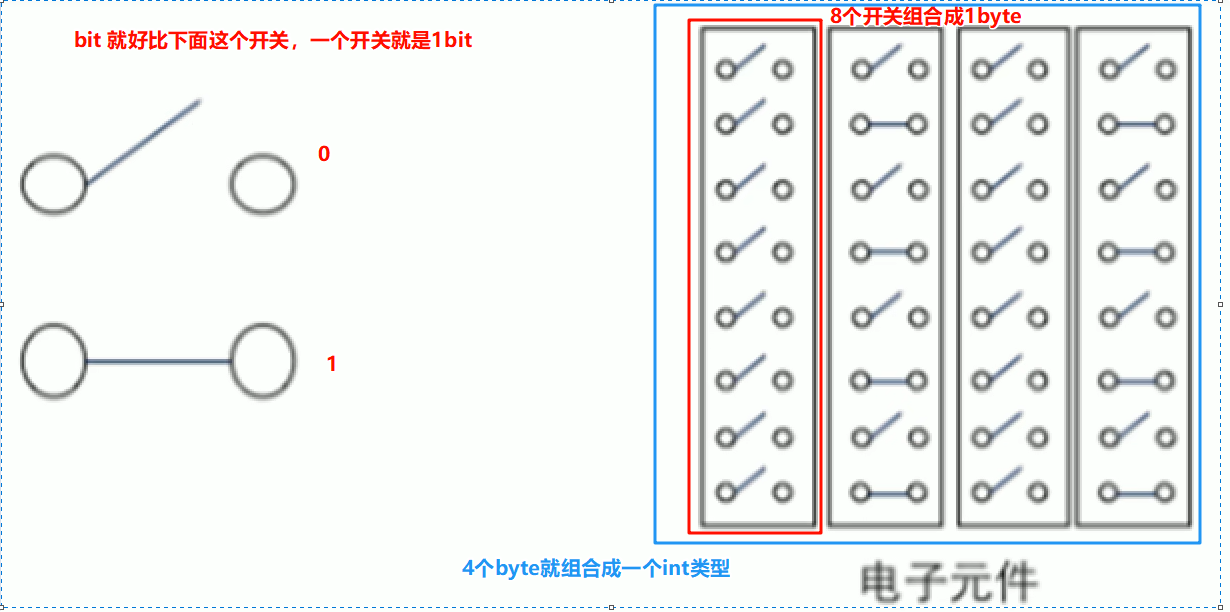 bit 就好比下面这个开关，一个开关就是1bit
8个开关组合成1byte
0
1
4个byte就组合成一个int类型
电子元件